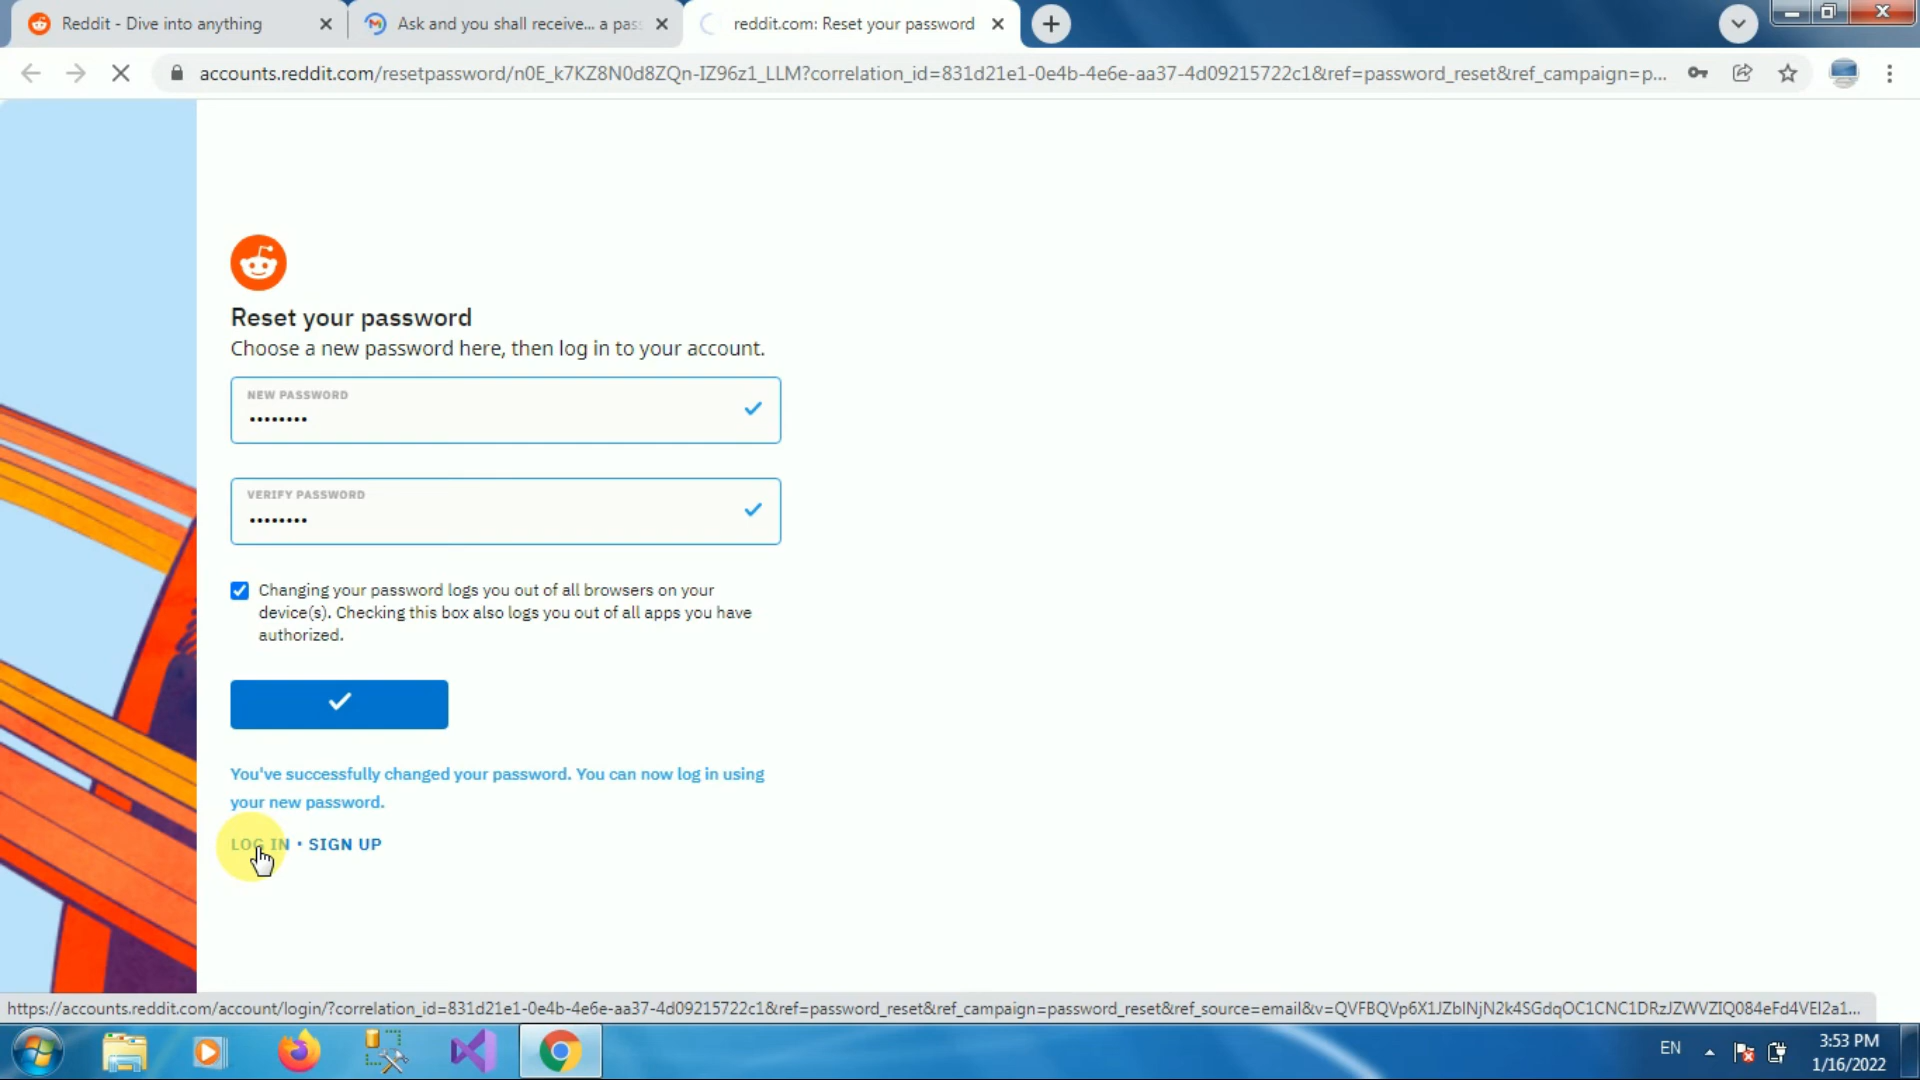 Reddit - Dive into anything
Ask and you shall receive... a pas
reddit.com: Reset your password
accounts.reddit.com/resetpassword/n0E_k7KZ8N0d8ZQn-IZ96z1_LLM?correlation_id=831d21e1-0e4b-4e6e-aa37-4d09215722c1&ref=password_reset&ref_campaign=p...
Reset your password
Choose a new password here, then log in to your account.
NEW PASSWORD
••••••••
VERIFY PASSWORD
••••••••
Changing your password logs you out of all browsers on your
device(s). Checking this box also logs you out of all apps you have
authorized.
You've successfully changed your password. You can now log in using
your new password.
LOG IN • SIGN UP
https://accounts.reddit.com/account/login/?correlation_id=831d21e1-0e4b-4e6e-aa37-4d09215722c1&ref=password_reset&ref_campaign=password_reset&ref_source=email&v=QVFBQVp6X1JZblNjN2k4SGdqOC1CNC1DRzJZWVZIQ084eFd4VEI2a1...
EN
3:53 PM
1/16/2022